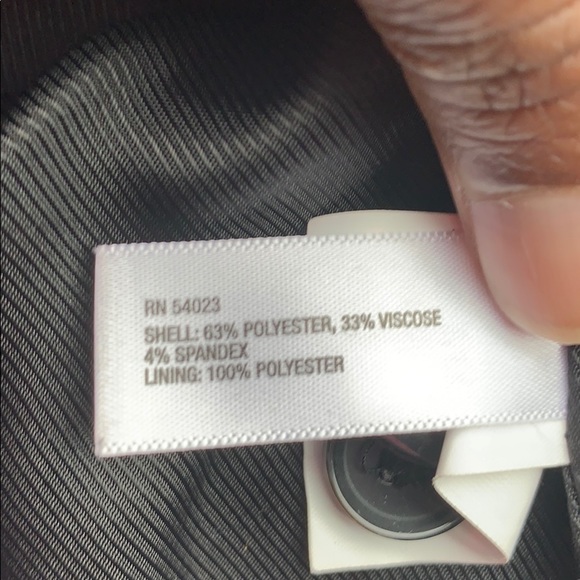 RN 54023
SHELL: 63% POLYESTER, 33% VISCOSE
4% SPANDEX
LINING: 100% POLYESTER